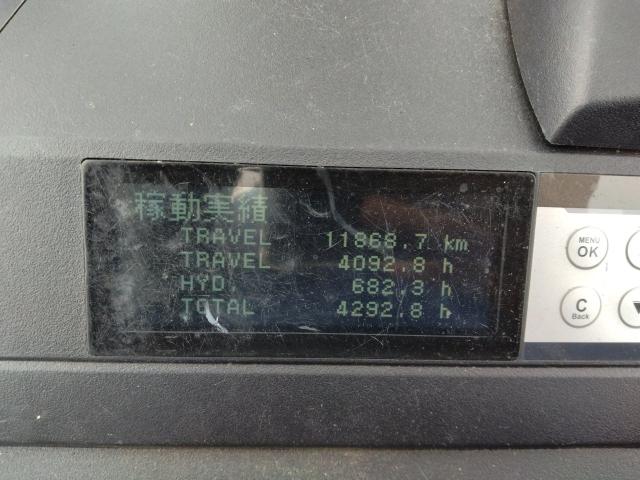 稼動実績
TRAVEL 11868.7 km
TRAVEL 4092.8 h
HYD. 682.3 h
TOTAL 4292.8 h
MENU
OK
C
Back